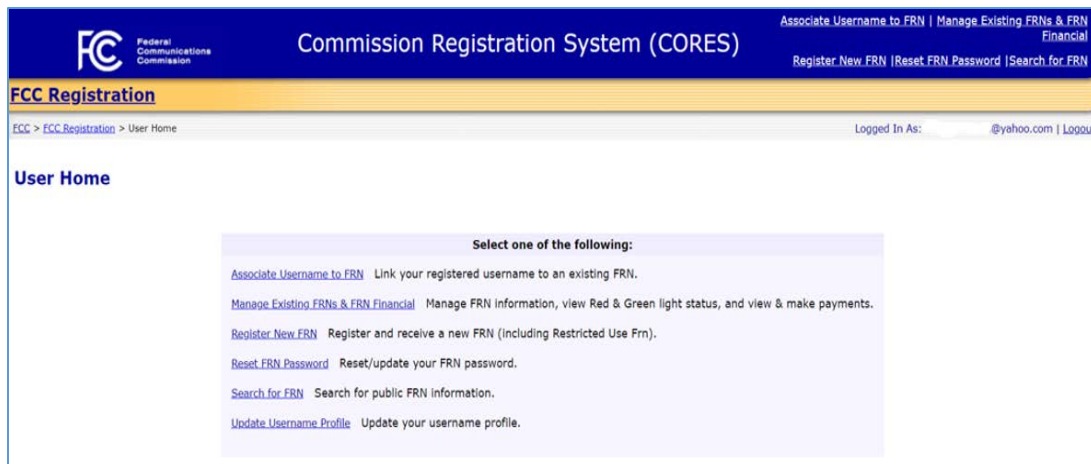 FCC Federal Communications Commission
Commission Registration System (CORES)
Associate Username to FRN | Manage Existing FRNs & FRN Financial
Register New FRN |Reset FRN Password |Search for FRN
FCC Registration
FCC > FCC Registration > User Home
Logged In As: @yahoo.com | Logou
User Home
Select one of the following:
Associate Username to FRN Link your registered username to an existing FRN.
Manage Existing FRNs & FRN Financial Manage FRN information, view Red & Green light status, and view & make payments.
Register New FRN Register and receive a new FRN (including Restricted Use Frn).
Reset FRN Password Reset/update your FRN password.
Search for FRN Search for public FRN information.
Update Username Profile Update your username profile.